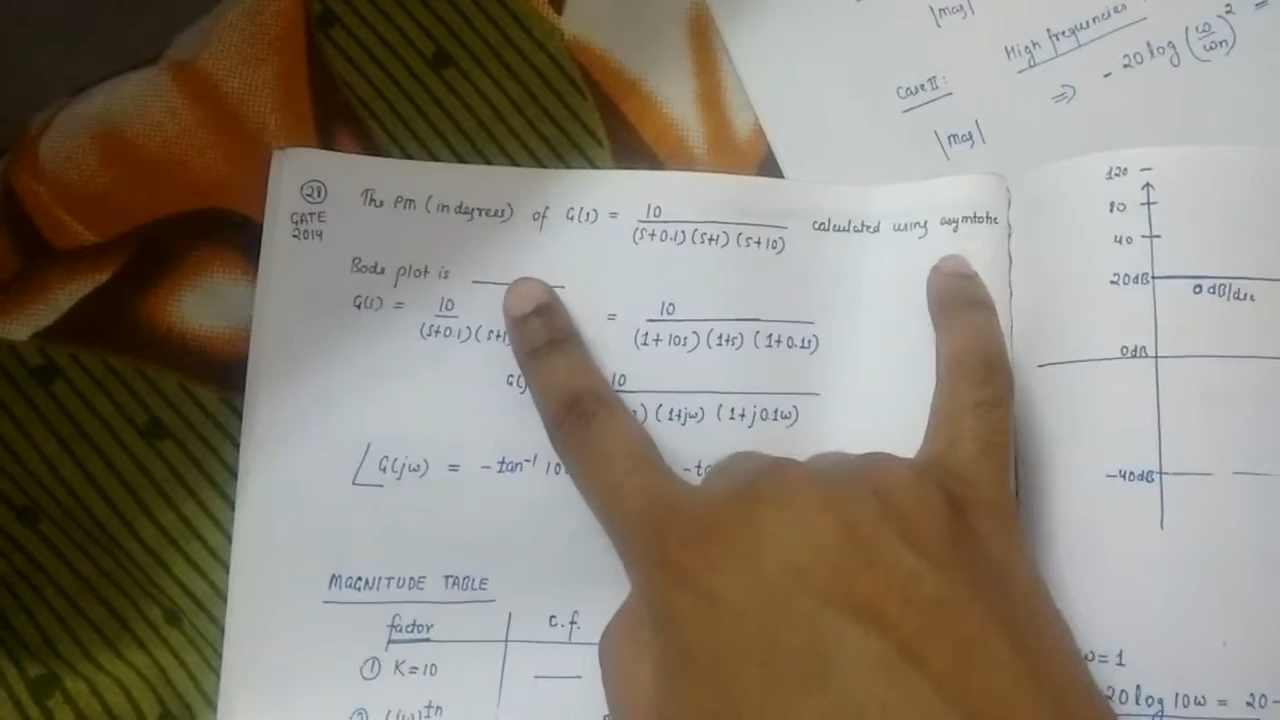 |mag|
High frequencies
Case II:
⇒ - 20 log (ω/ωn)² =
|mag|
28
GATE
2014
The PM (in degrees) of G(s) = 10 / (s+0.1)(s+1)(s+10) calculated using asymtotic
Bode plot is
G(s) = 10 / (s+0.1)(s+1 = 10 / (1+10s)(1+s)(1+0.1s)
G(j 10 / ) (1+jω) (1+j0.1ω)
∠G(jω) = -tan⁻¹ 10
MAGNITUDE TABLE
factor C.f.
① K=10 —
120
80
40
20dB
0 dB/dec
0dB
-40dB
ω=1
20 log 10ω = 20